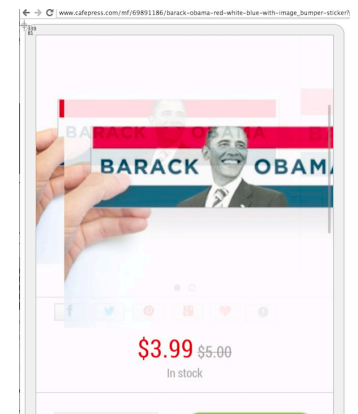 www.cafepress.com/mf/69891186/barack-obama-red-white-blue-with-image_bumper-sticker?
BARACK OBAMA
BARACK OBAMA
$3.99 $5.00
In stock